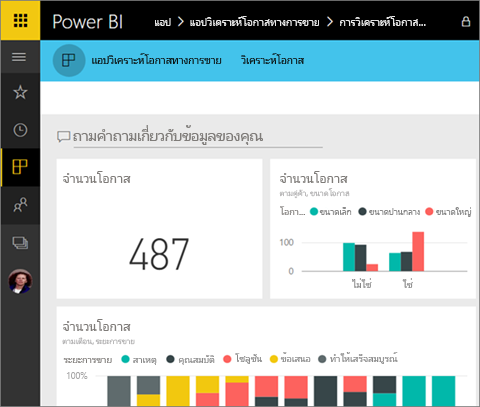 Power BI
แอป > แอปวิเคราะห์โอกาสทางการขาย > การวิเคราะห์โอกาส...
แอปวิเคราะห์โอกาสทางการขาย วิเคราะห์โอกาส
ถามคำถามเกี่ยวกับข้อมูลของคุณ
จำนวนโอกาส
487
จำนวนโอกาส
ตามคู่ค้า, ขนาดโอกาส
โอกา... ขนาดเล็ก ขนาดปานกลาง ขนาดใหญ่
100
0
ไม่ใช่ ใช่
จำนวนโอกาส
ตามเดือน, ระยะการขาย
ระยะการขาย สาเหตุ คุณสมบัติ โซลูชัน ข้อเสนอ ทำให้เสร็จสมบูรณ์
100%